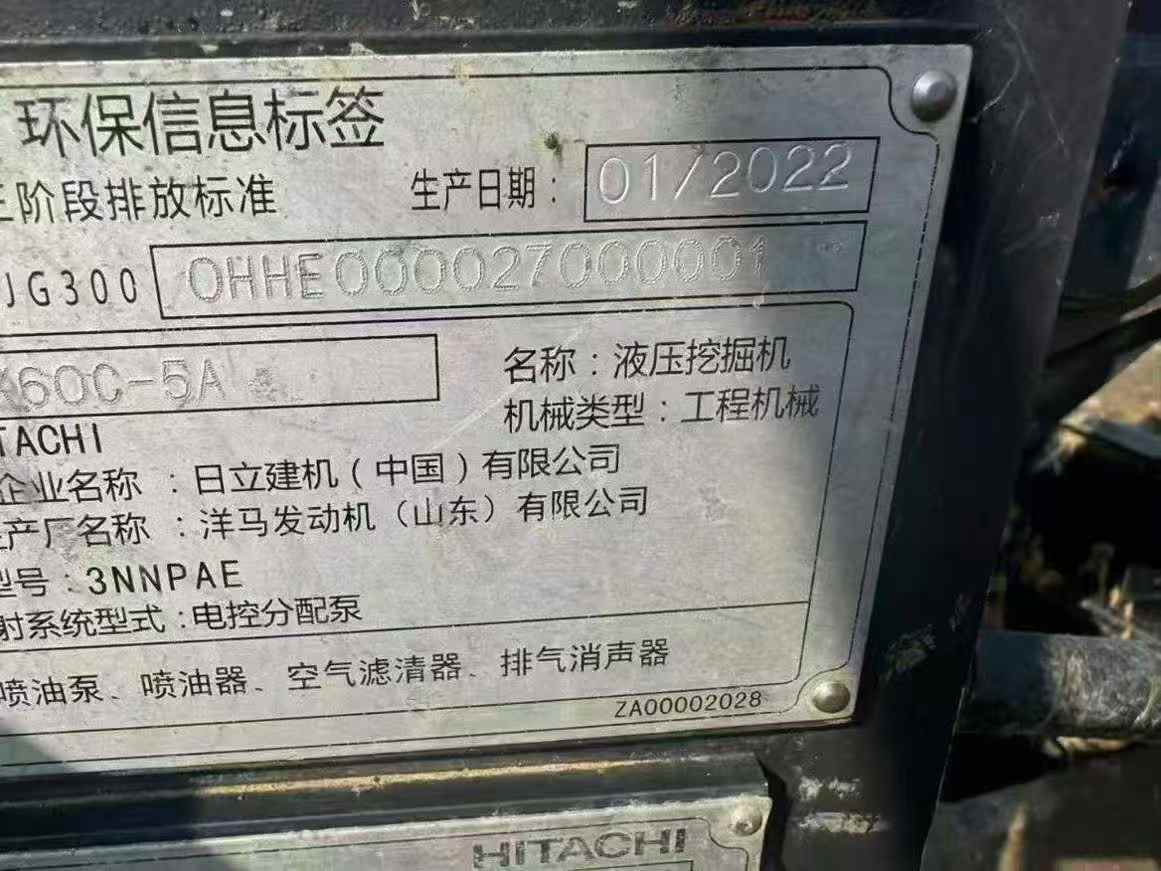 环保信息标签
三阶段排放标准 生产日期：01/2022
JG300 0HHE000027000001
X60C-5A 名称：液压挖掘机
机械类型：工程机械
TACHI
企业名称：日立建机（中国）有限公司
生产厂名称：洋马发动机（山东）有限公司
型号：3NNPAE
射系统型式：电控分配泵
喷油泵、喷油器、空气滤清器、排气消声器
ZA00002028
HITACHI